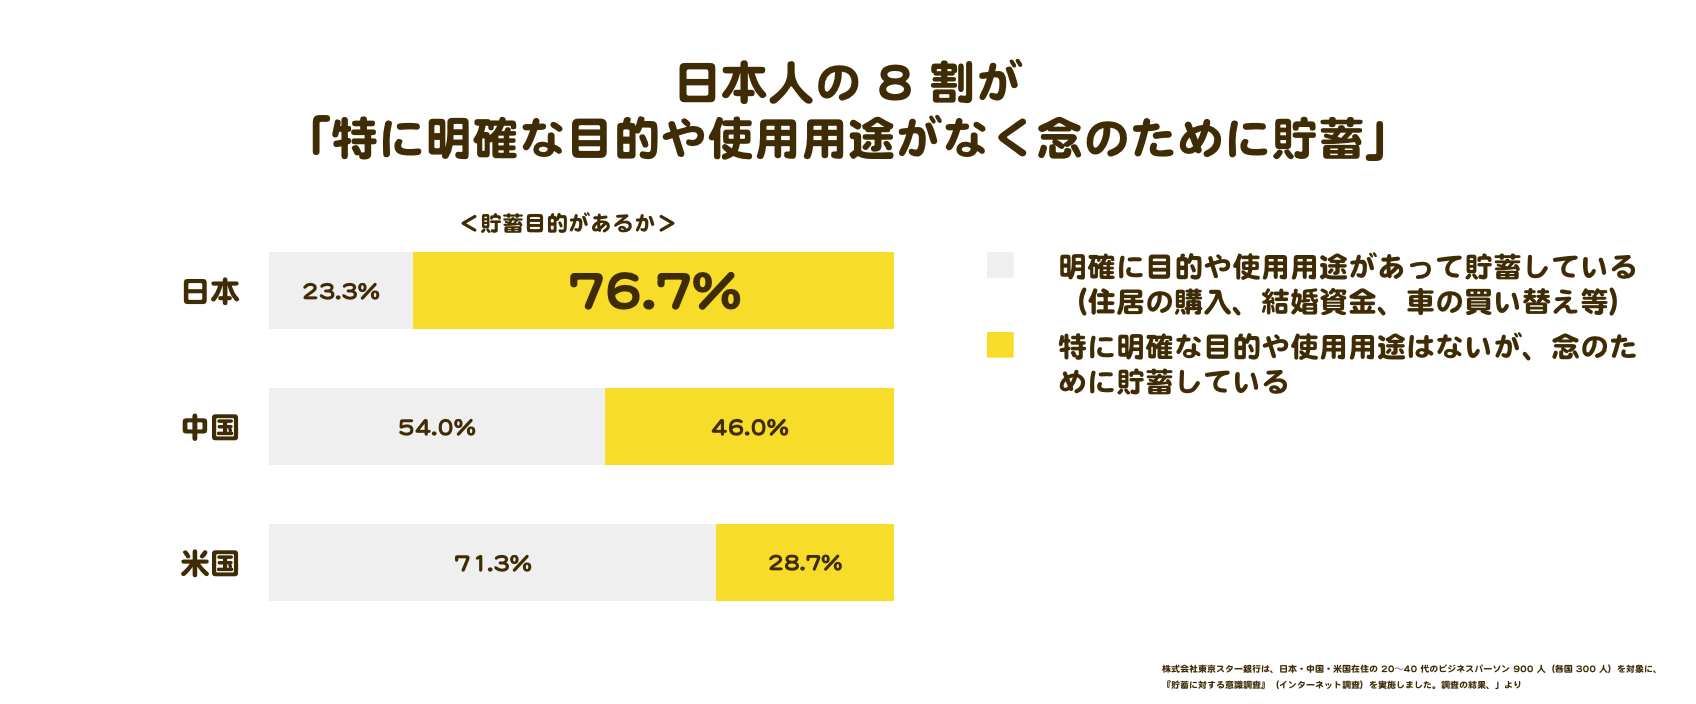 日本人の 8 割が
「特に明確な目的や使用用途がなく念のために貯蓄」
＜貯蓄目的があるか＞
日本
23.3%
76.7%
中国
54.0%
46.0%
米国
71.3%
28.7%
明確に目的や使用用途があって貯蓄している
（住居の購入、結婚資金、車の買い替え等）
特に明確な目的や使用用途はないが、念のた
めに貯蓄している
株式会社東京スター銀行は、日本・中国・米国在住の 20〜40 代のビジネスパーソン 900 人（各国 300 人）を対象に、
『貯蓄に対する意識調査』（インターネット調査）を実施しました。調査の結果、」より